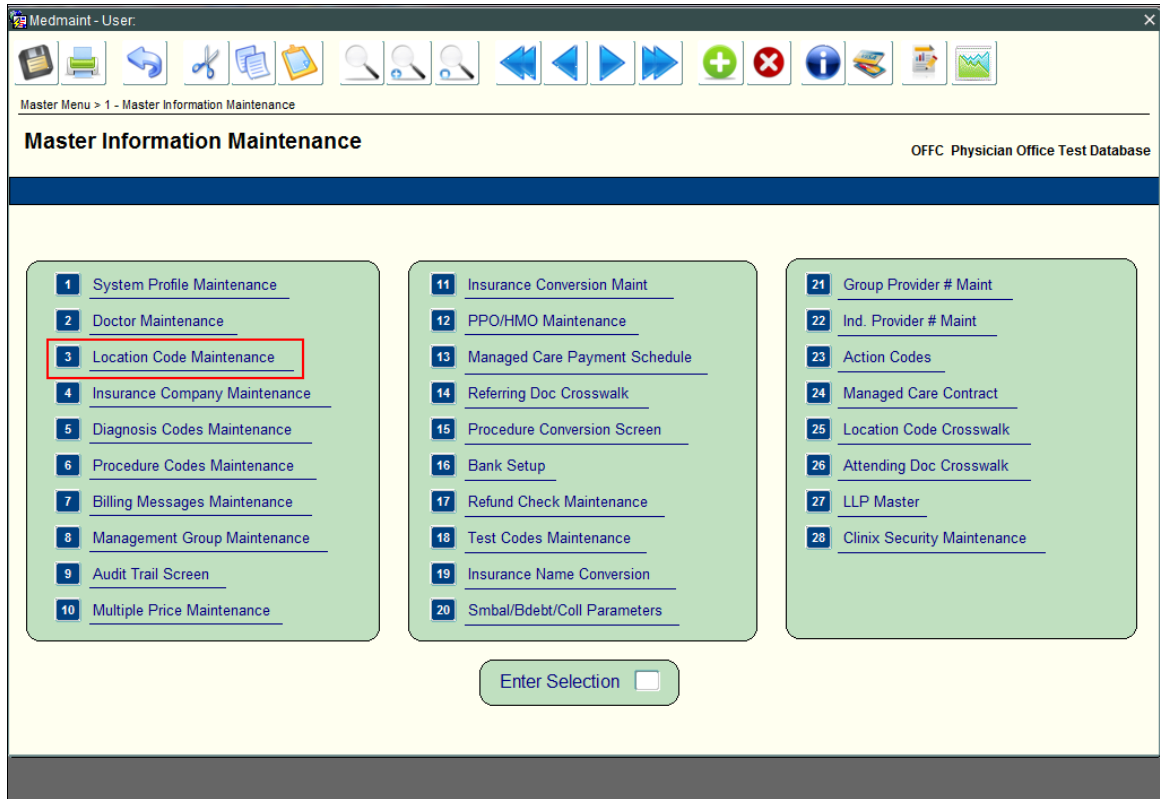 Medmaint - User:
Master Menu > 1 - Master Information Maintenance
Master Information Maintenance
OFFC Physician Office Test Database
1 System Profile Maintenance
2 Doctor Maintenance
3 Location Code Maintenance
4 Insurance Company Maintenance
5 Diagnosis Codes Maintenance
6 Procedure Codes Maintenance
7 Billing Messages Maintenance
8 Management Group Maintenance
9 Audit Trail Screen
10 Multiple Price Maintenance
11 Insurance Conversion Maint
12 PPO/HMO Maintenance
13 Managed Care Payment Schedule
14 Referring Doc Crosswalk
15 Procedure Conversion Screen
16 Bank Setup
17 Refund Check Maintenance
18 Test Codes Maintenance
19 Insurance Name Conversion
20 Smbal/Bdebt/Coll Parameters
21 Group Provider # Maint
22 Ind. Provider # Maint
23 Action Codes
24 Managed Care Contract
25 Location Code Crosswalk
26 Attending Doc Crosswalk
27 LLP Master
28 Clinix Security Maintenance
Enter Selection